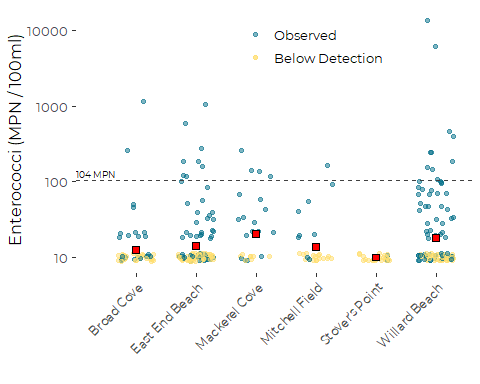 Observed
Below Detection
Enterococci (MPN / 100ml)
10000
1000
100
10
104 MPN
Broad Cove
East End Beach
Mackerel Cove
Mitchell Field
Stover's Point
Willard Beach